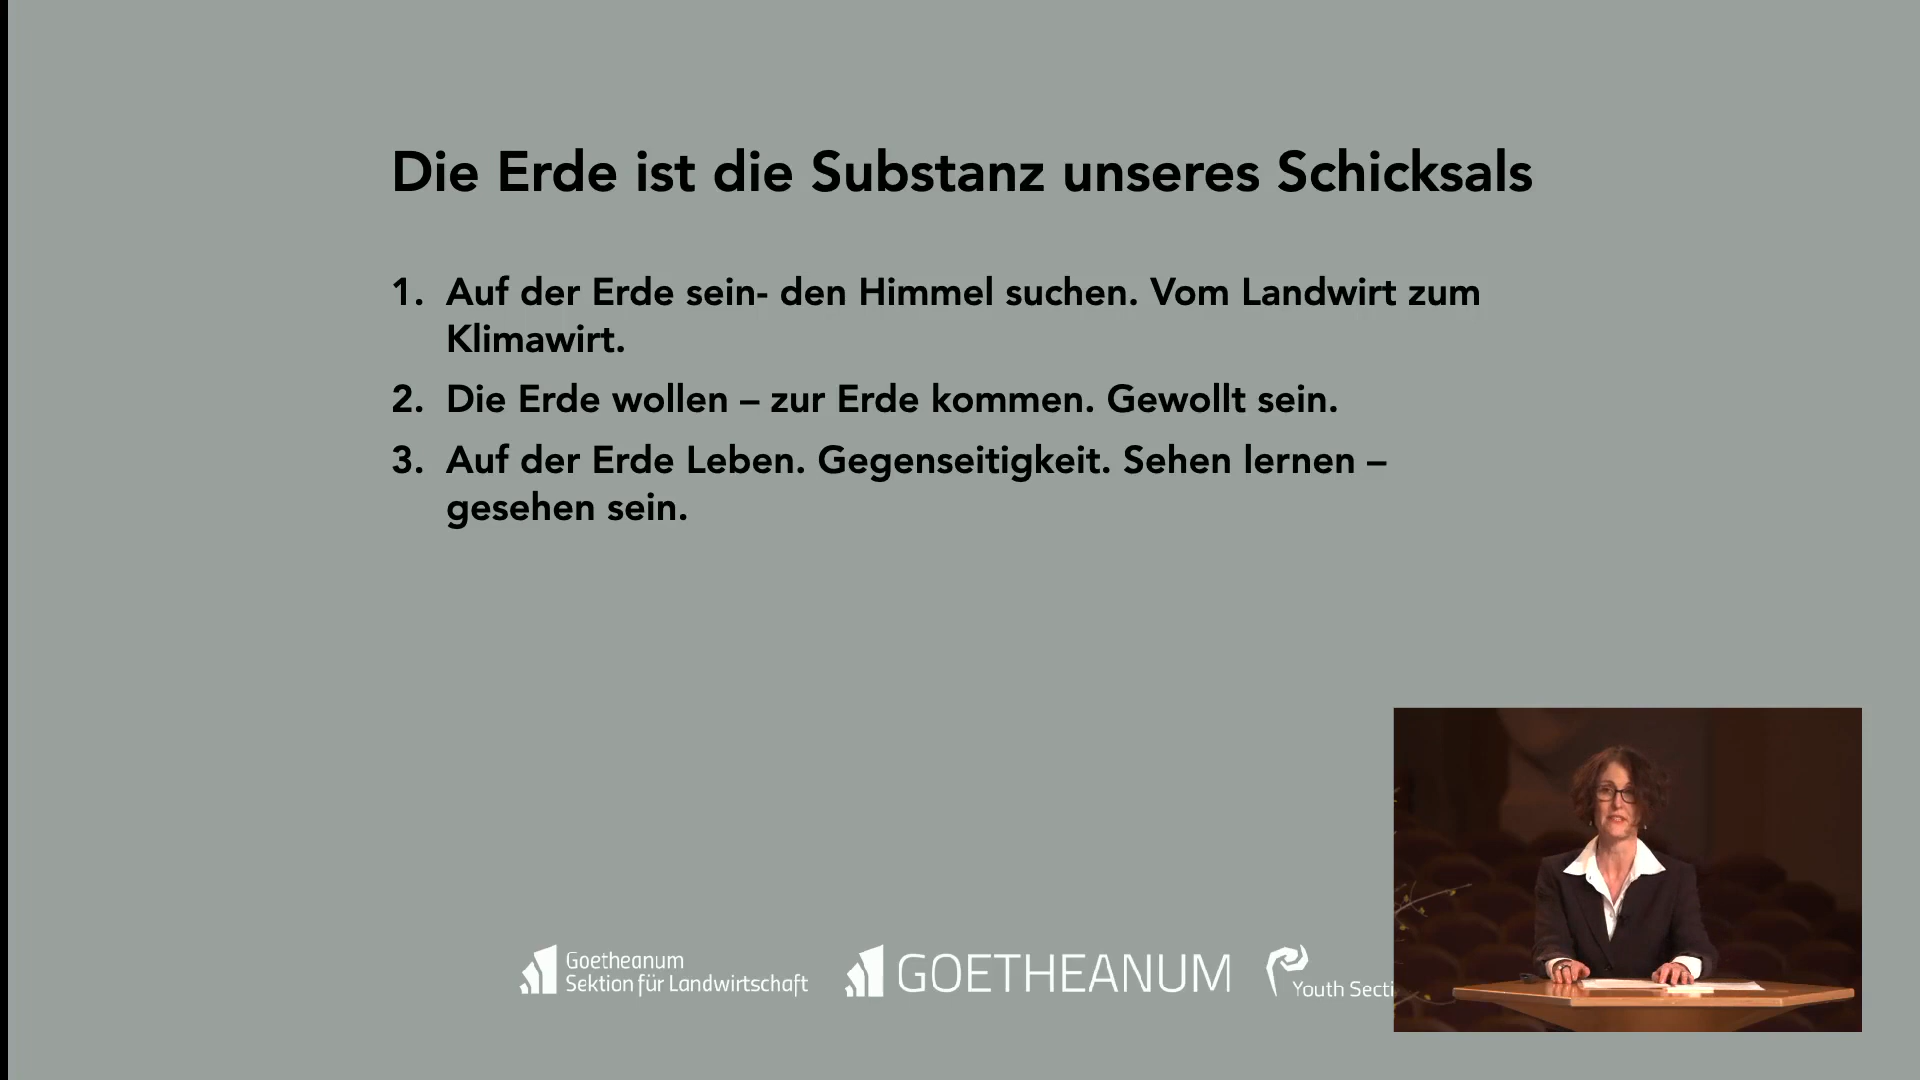 Die Erde ist die Substanz unseres Schicksals
1. Auf der Erde sein- den Himmel suchen. Vom Landwirt zum
Klimawirt.
2. Die Erde wollen – zur Erde kommen. Gewollt sein.
3. Auf der Erde Leben. Gegenseitigkeit. Sehen lernen –
gesehen sein.
Goetheanum
Sektion für Landwirtschaft
GOETHEANUM
Youth Secti